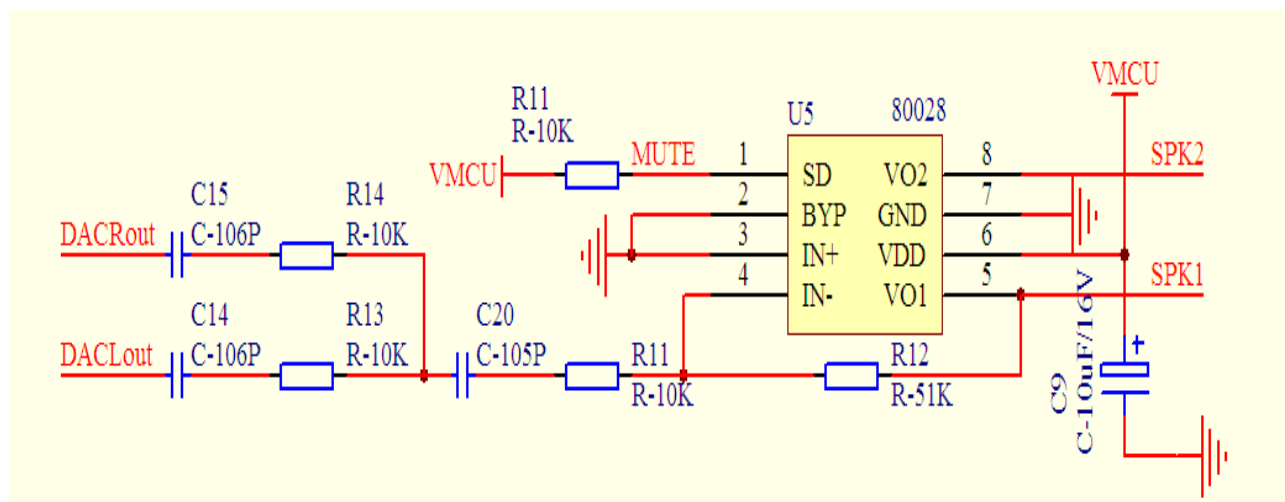 VMCU
R11
R-10K
U5
80028
MUTE
1
8
SPK2
VMCU
SD
VO2
2
7
C15
R14
BYP
GND
DACRout
C-106P
R-10K
3
6
IN+
VDD
4
5
SPK1
IN-
VO1
C14
R13
C20
DACLout
C-106P
R-10K
C-105P
R11
R12
R-10K
R-51K
+
C9
C-10uF/16V